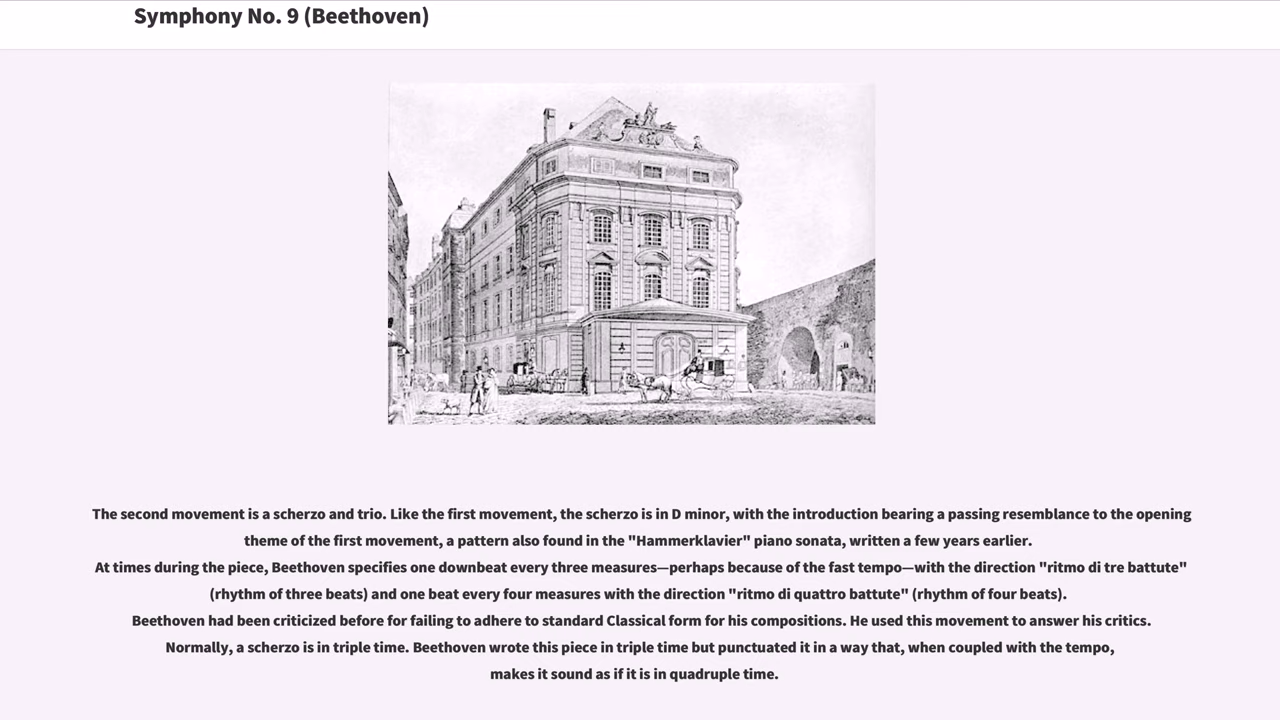 Symphony No. 9 (Beethoven)
The second movement is a scherzo and trio. Like the first movement, the scherzo is in D minor, with the introduction bearing a passing resemblance to the opening
theme of the first movement, a pattern also found in the "Hammerklavier" piano sonata, written a few years earlier.
At times during the piece, Beethoven specifies one downbeat every three measures—perhaps because of the fast tempo—with the direction "ritmo di tre battute"
(rhythm of three beats) and one beat every four measures with the direction "ritmo di quattro battute" (rhythm of four beats).
Beethoven had been criticized before for failing to adhere to standard Classical form for his compositions. He used this movement to answer his critics.
Normally, a scherzo is in triple time. Beethoven wrote this piece in triple time but punctuated it in a way that, when coupled with the tempo,
makes it sound as if it is in quadruple time.